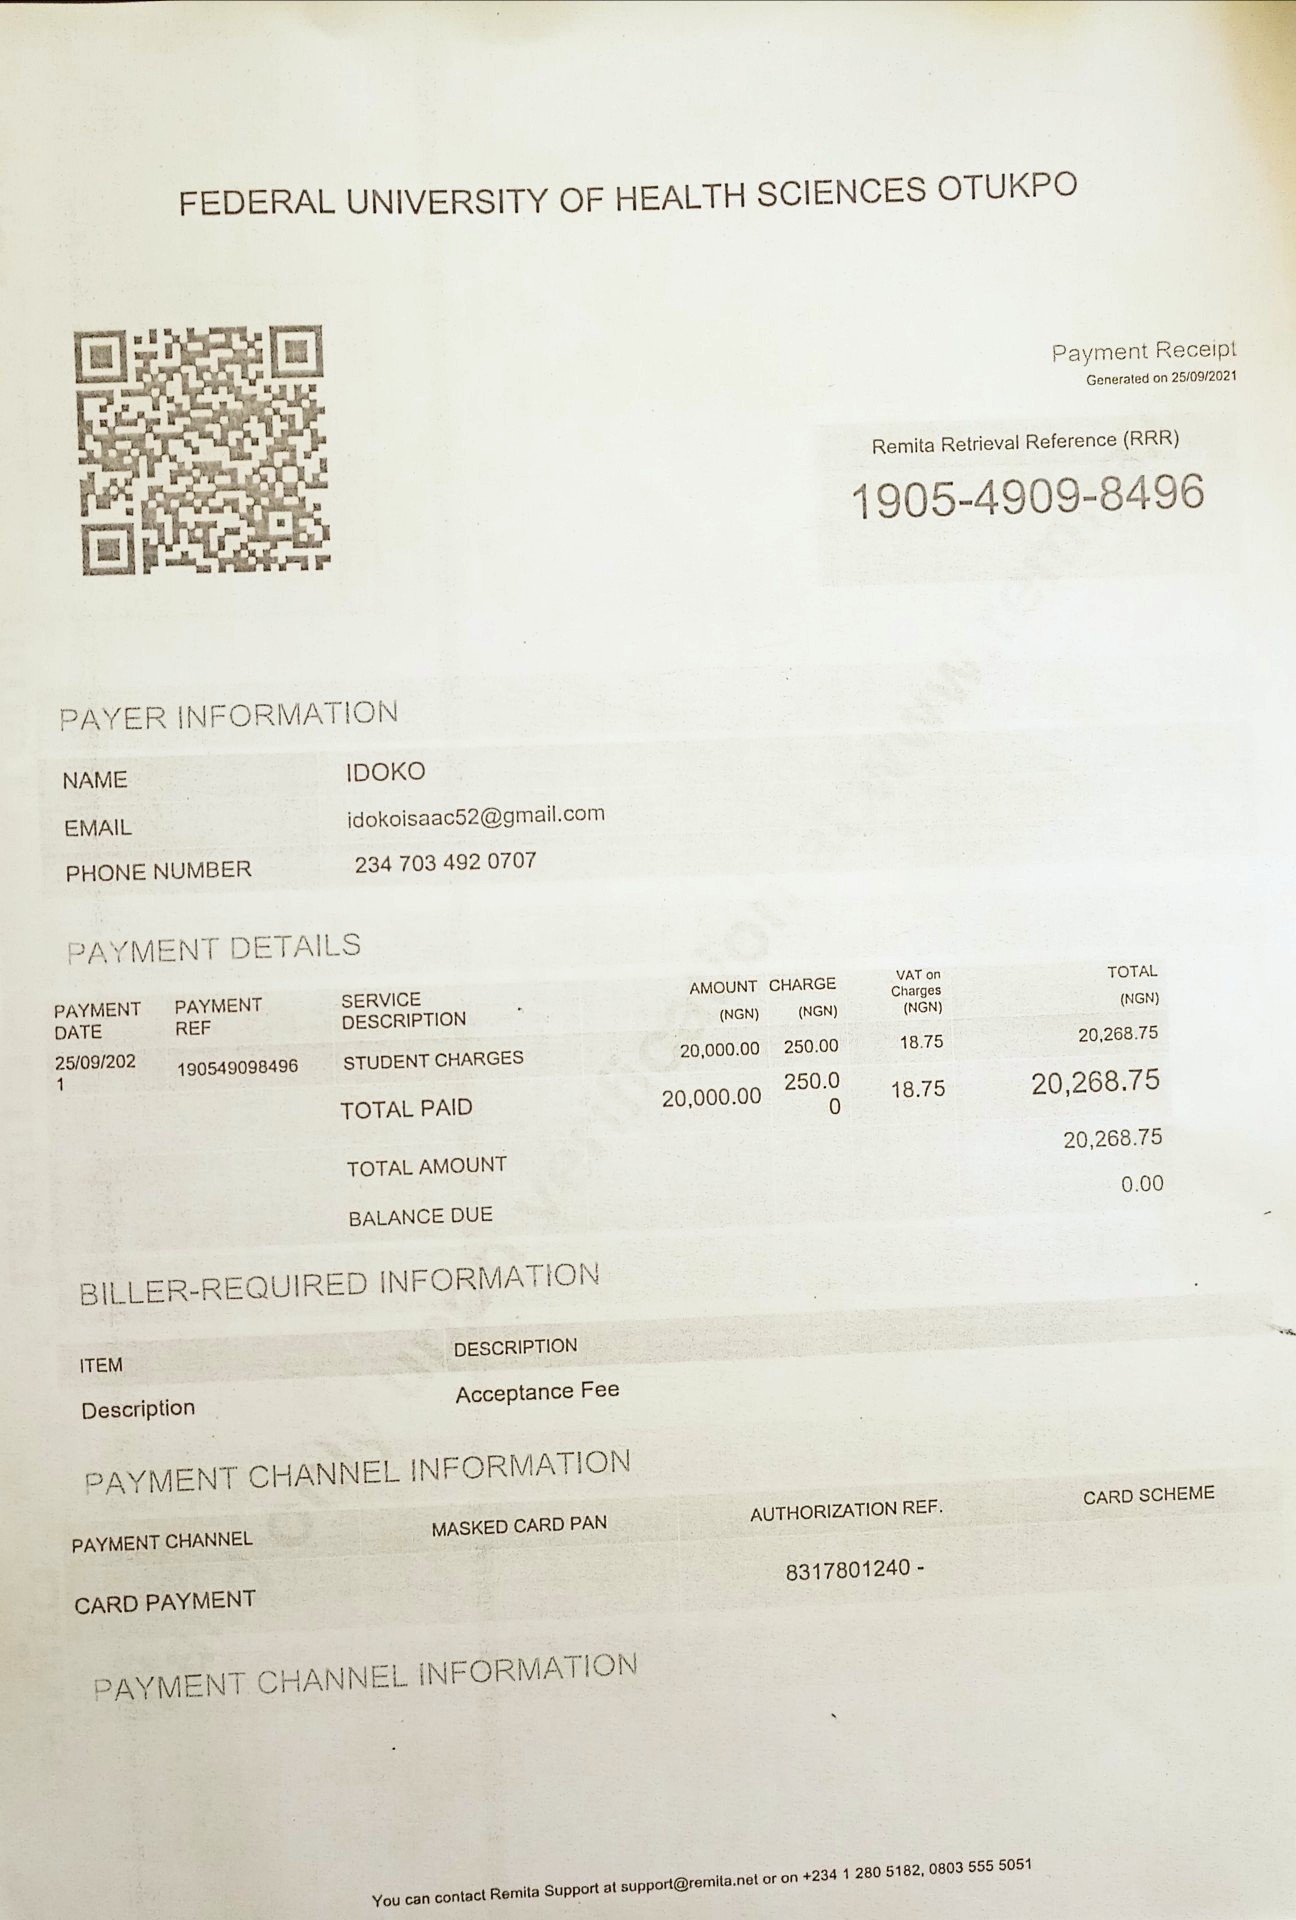 FEDERAL UNIVERSITY OF HEALTH SCIENCES OTUKPO
Payment Receipt
Generated on 25/09/2021
Remita Retrieval Reference (RRR)
1905-4909-8496
PAYER INFORMATION
NAME IDOKO
EMAIL idokoisaac52@gmail.com
PHONE NUMBER 234 703 492 0707
PAYMENT DETAILS
PAYMENT DATE PAYMENT REF SERVICE DESCRIPTION AMOUNT (NGN) CHARGE (NGN) VAT on Charges (NGN) TOTAL (NGN)
25/09/2021 190549098496 STUDENT CHARGES 20,000.00 250.00 18.75 20,268.75
TOTAL PAID 20,000.00 250.00 18.75 20,268.75
TOTAL AMOUNT 20,268.75
BALANCE DUE 0.00
BILLER-REQUIRED INFORMATION
ITEM DESCRIPTION
Description Acceptance Fee
PAYMENT CHANNEL INFORMATION
PAYMENT CHANNEL MASKED CARD PAN AUTHORIZATION REF. CARD SCHEME
CARD PAYMENT 8317801240 -
PAYMENT CHANNEL INFORMATION
You can contact Remita Support at support@remita.net or on +234 1 280 5182, 0803 555 5051